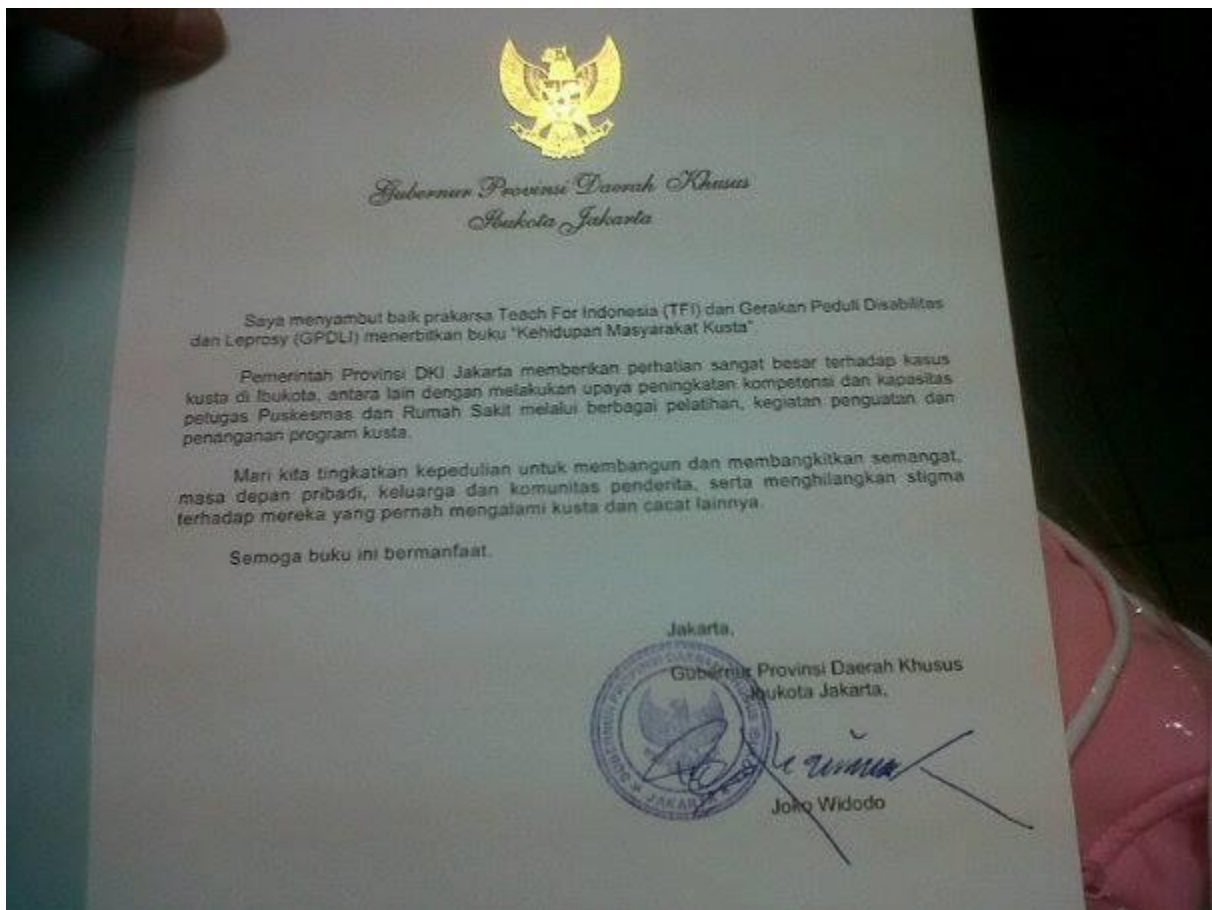 Gubernur Provinsi Daerah Khusus
Ibukota Jakarta
Saya menyambut baik prakarsa Teach For Indonesia (TFI) dan Gerakan Peduli Disabilitas
dan Leprosy (GPDLI) menerbitkan buku "Kehidupan Masyarakat Kusta"
Pemerintah Provinsi DKI Jakarta memberikan perhatian sangat besar terhadap kasus
kusta di Ibukota, antara lain dengan melakukan upaya peningkatan kompetensi dan kapasitas
petugas Puskesmas dan Rumah Sakit melalui berbagai pelatihan, kegiatan penguatan dan
penanganan program kusta.
Mari kita tingkatkan kepedulian untuk membangun dan membangkitkan semangat,
masa depan pribadi, keluarga dan komunitas penderita, serta menghilangkan stigma
terhadap mereka yang pernah mengalami kusta dan cacat lainnya.
Semoga buku ini bermanfaat.
Jakarta,
Gubernur Provinsi Daerah Khusus
Ibukota Jakarta,
JAKARTA
Joko Widodo